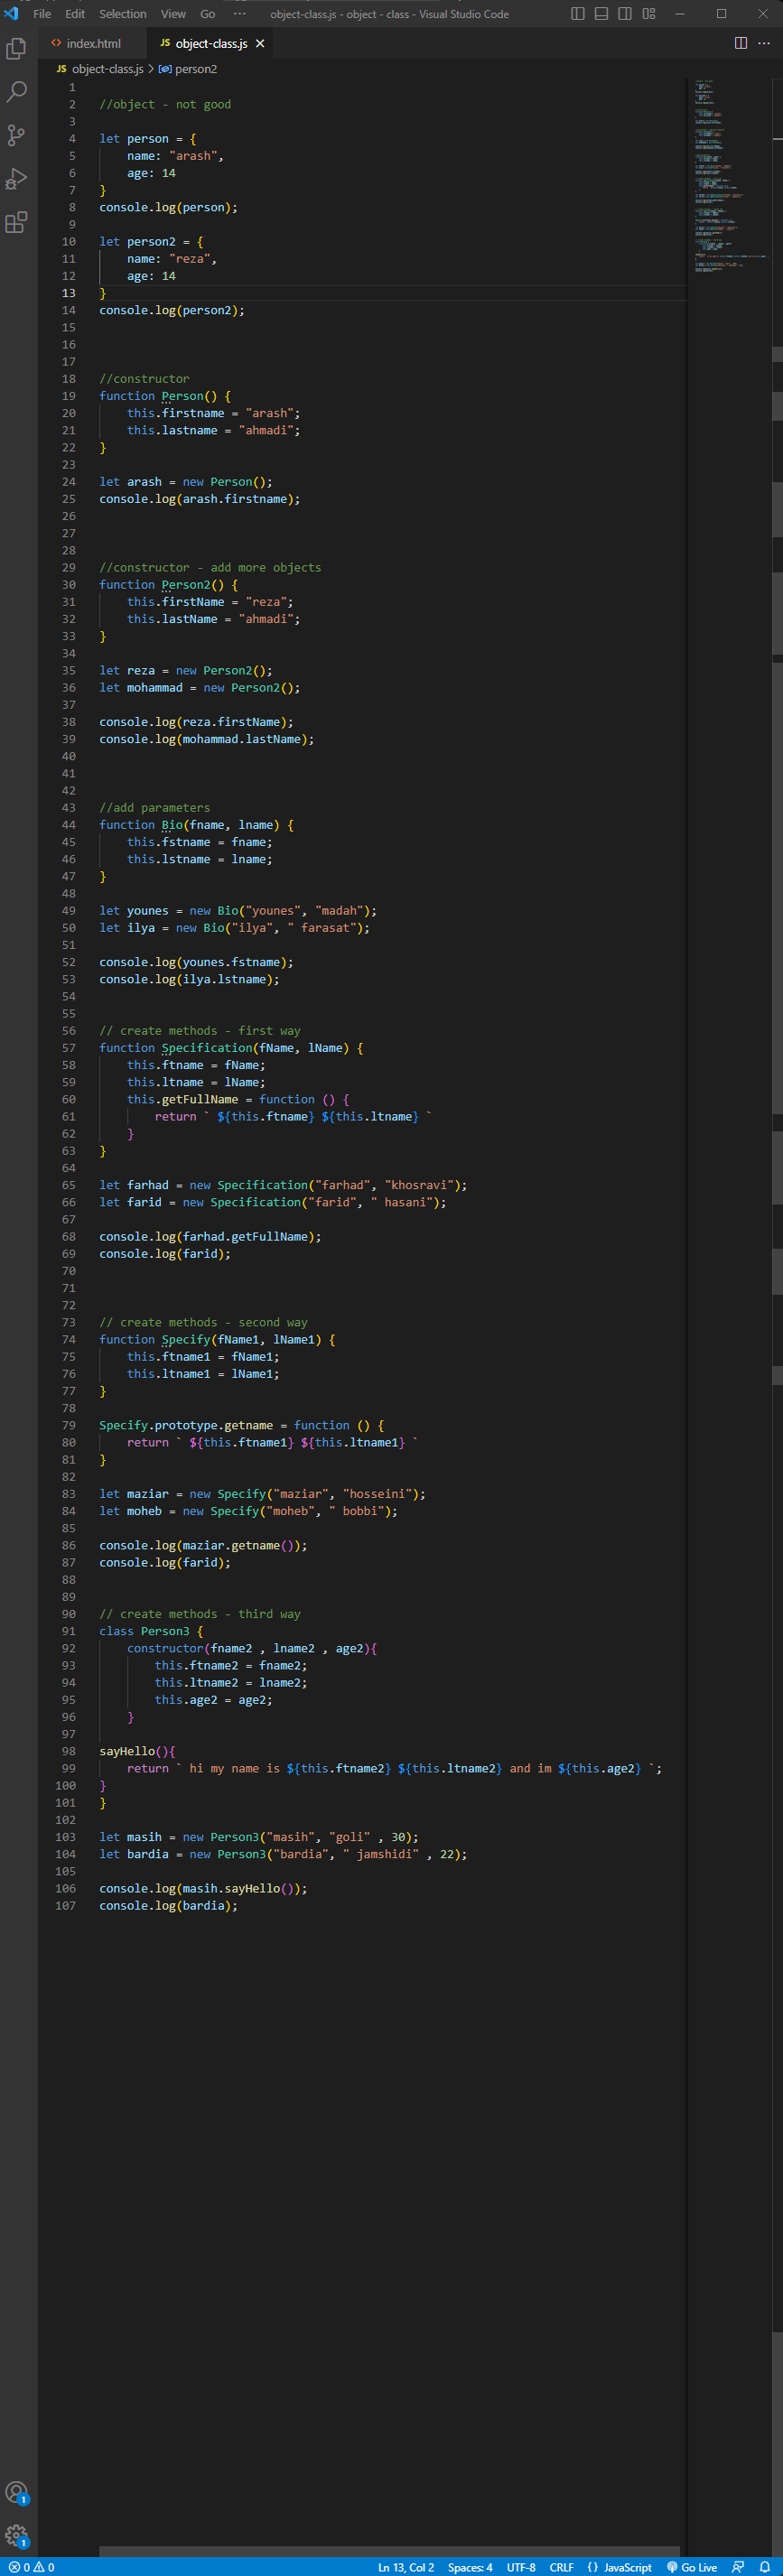 File Edit Selection View Go ··· object-class.js - object - class - Visual Studio Code
<> index.html JS object-class.js ×
JS object-class.js > person2
1
2 //object - not good
3
4 let person = {
5 name: "arash",
6 age: 14
7 }
8 console.log(person);
9
10 let person2 = {
11 name: "reza",
12 age: 14
13 }
14 console.log(person2);
15
16
17
18 //constructor
19 function Person() {
20 this.firstname = "arash";
21 this.lastname = "ahmadi";
22 }
23
24 let arash = new Person();
25 console.log(arash.firstname);
26
27
28
29 //constructor - add more objects
30 function Person2() {
31 this.firstName = "reza";
32 this.lastName = "ahmadi";
33 }
34
35 let reza = new Person2();
36 let mohammad = new Person2();
37
38 console.log(reza.firstName);
39 console.log(mohammad.lastName);
40
41
42
43 //add parameters
44 function Bio(fname, lname) {
45 this.fstname = fname;
46 this.lstname = lname;
47 }
48
49 let younes = new Bio("younes", "madah");
50 let ilya = new Bio("ilya", " farasat");
51
52 console.log(younes.fstname);
53 console.log(ilya.lstname);
54
55
56 // create methods - first way
57 function Specification(fName, lName) {
58 this.ftname = fName;
59 this.ltname = lName;
60 this.getFullName = function () {
61 return ` ${this.ftname} ${this.ltname} `
62 }
63 }
64
65 let farhad = new Specification("farhad", "khosravi");
66 let farid = new Specification("farid", " hasani");
67
68 console.log(farhad.getFullName);
69 console.log(farid);
70
71
72
73 // create methods - second way
74 function Specify(fName1, lName1) {
75 this.ftname1 = fName1;
76 this.ltname1 = lName1;
77 }
78
79 Specify.prototype.getname = function () {
80 return ` ${this.ftname1} ${this.ltname1} `
81 }
82
83 let maziar = new Specify("maziar", "hosseini");
84 let moheb = new Specify("moheb", " bobbi");
85
86 console.log(maziar.getname());
87 console.log(farid);
88
89
90 // create methods - third way
91 class Person3 {
92 constructor(fname2 , lname2 , age2){
93 this.ftname2 = fname2;
94 this.ltname2 = lname2;
95 this.age2 = age2;
96 }
97
98 sayHello(){
99 return ` hi my name is ${this.ftname2} ${this.ltname2} and im ${this.age2} `;
100 }
101 }
102
103 let masih = new Person3("masih", "goli" , 30);
104 let bardia = new Person3("bardia", " jamshidi" , 22);
105
106 console.log(masih.sayHello());
107 console.log(bardia);
1
1
0 0 Ln 13, Col 2 Spaces: 4 UTF-8 CRLF {} JavaScript Go Live